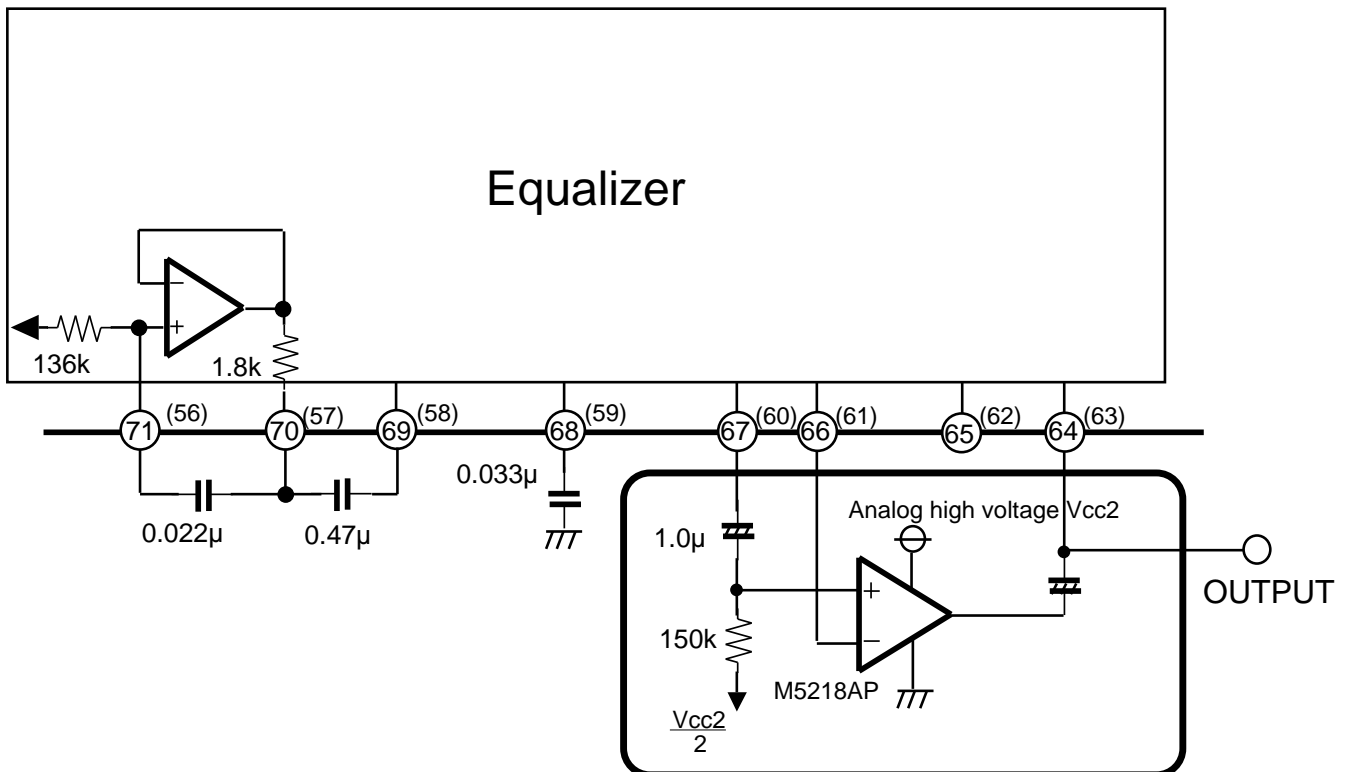 Equalizer
−
+
136k
1.8k
71 (56) 70 (57) 69 (58) 68 (59) 67 (60) 66 (61) 65 (62) 64 (63)
0.022μ
0.47μ
0.033μ
Analog high voltage Vcc2
1.0μ
+
−
OUTPUT
150k
M5218AP
Vcc2
2